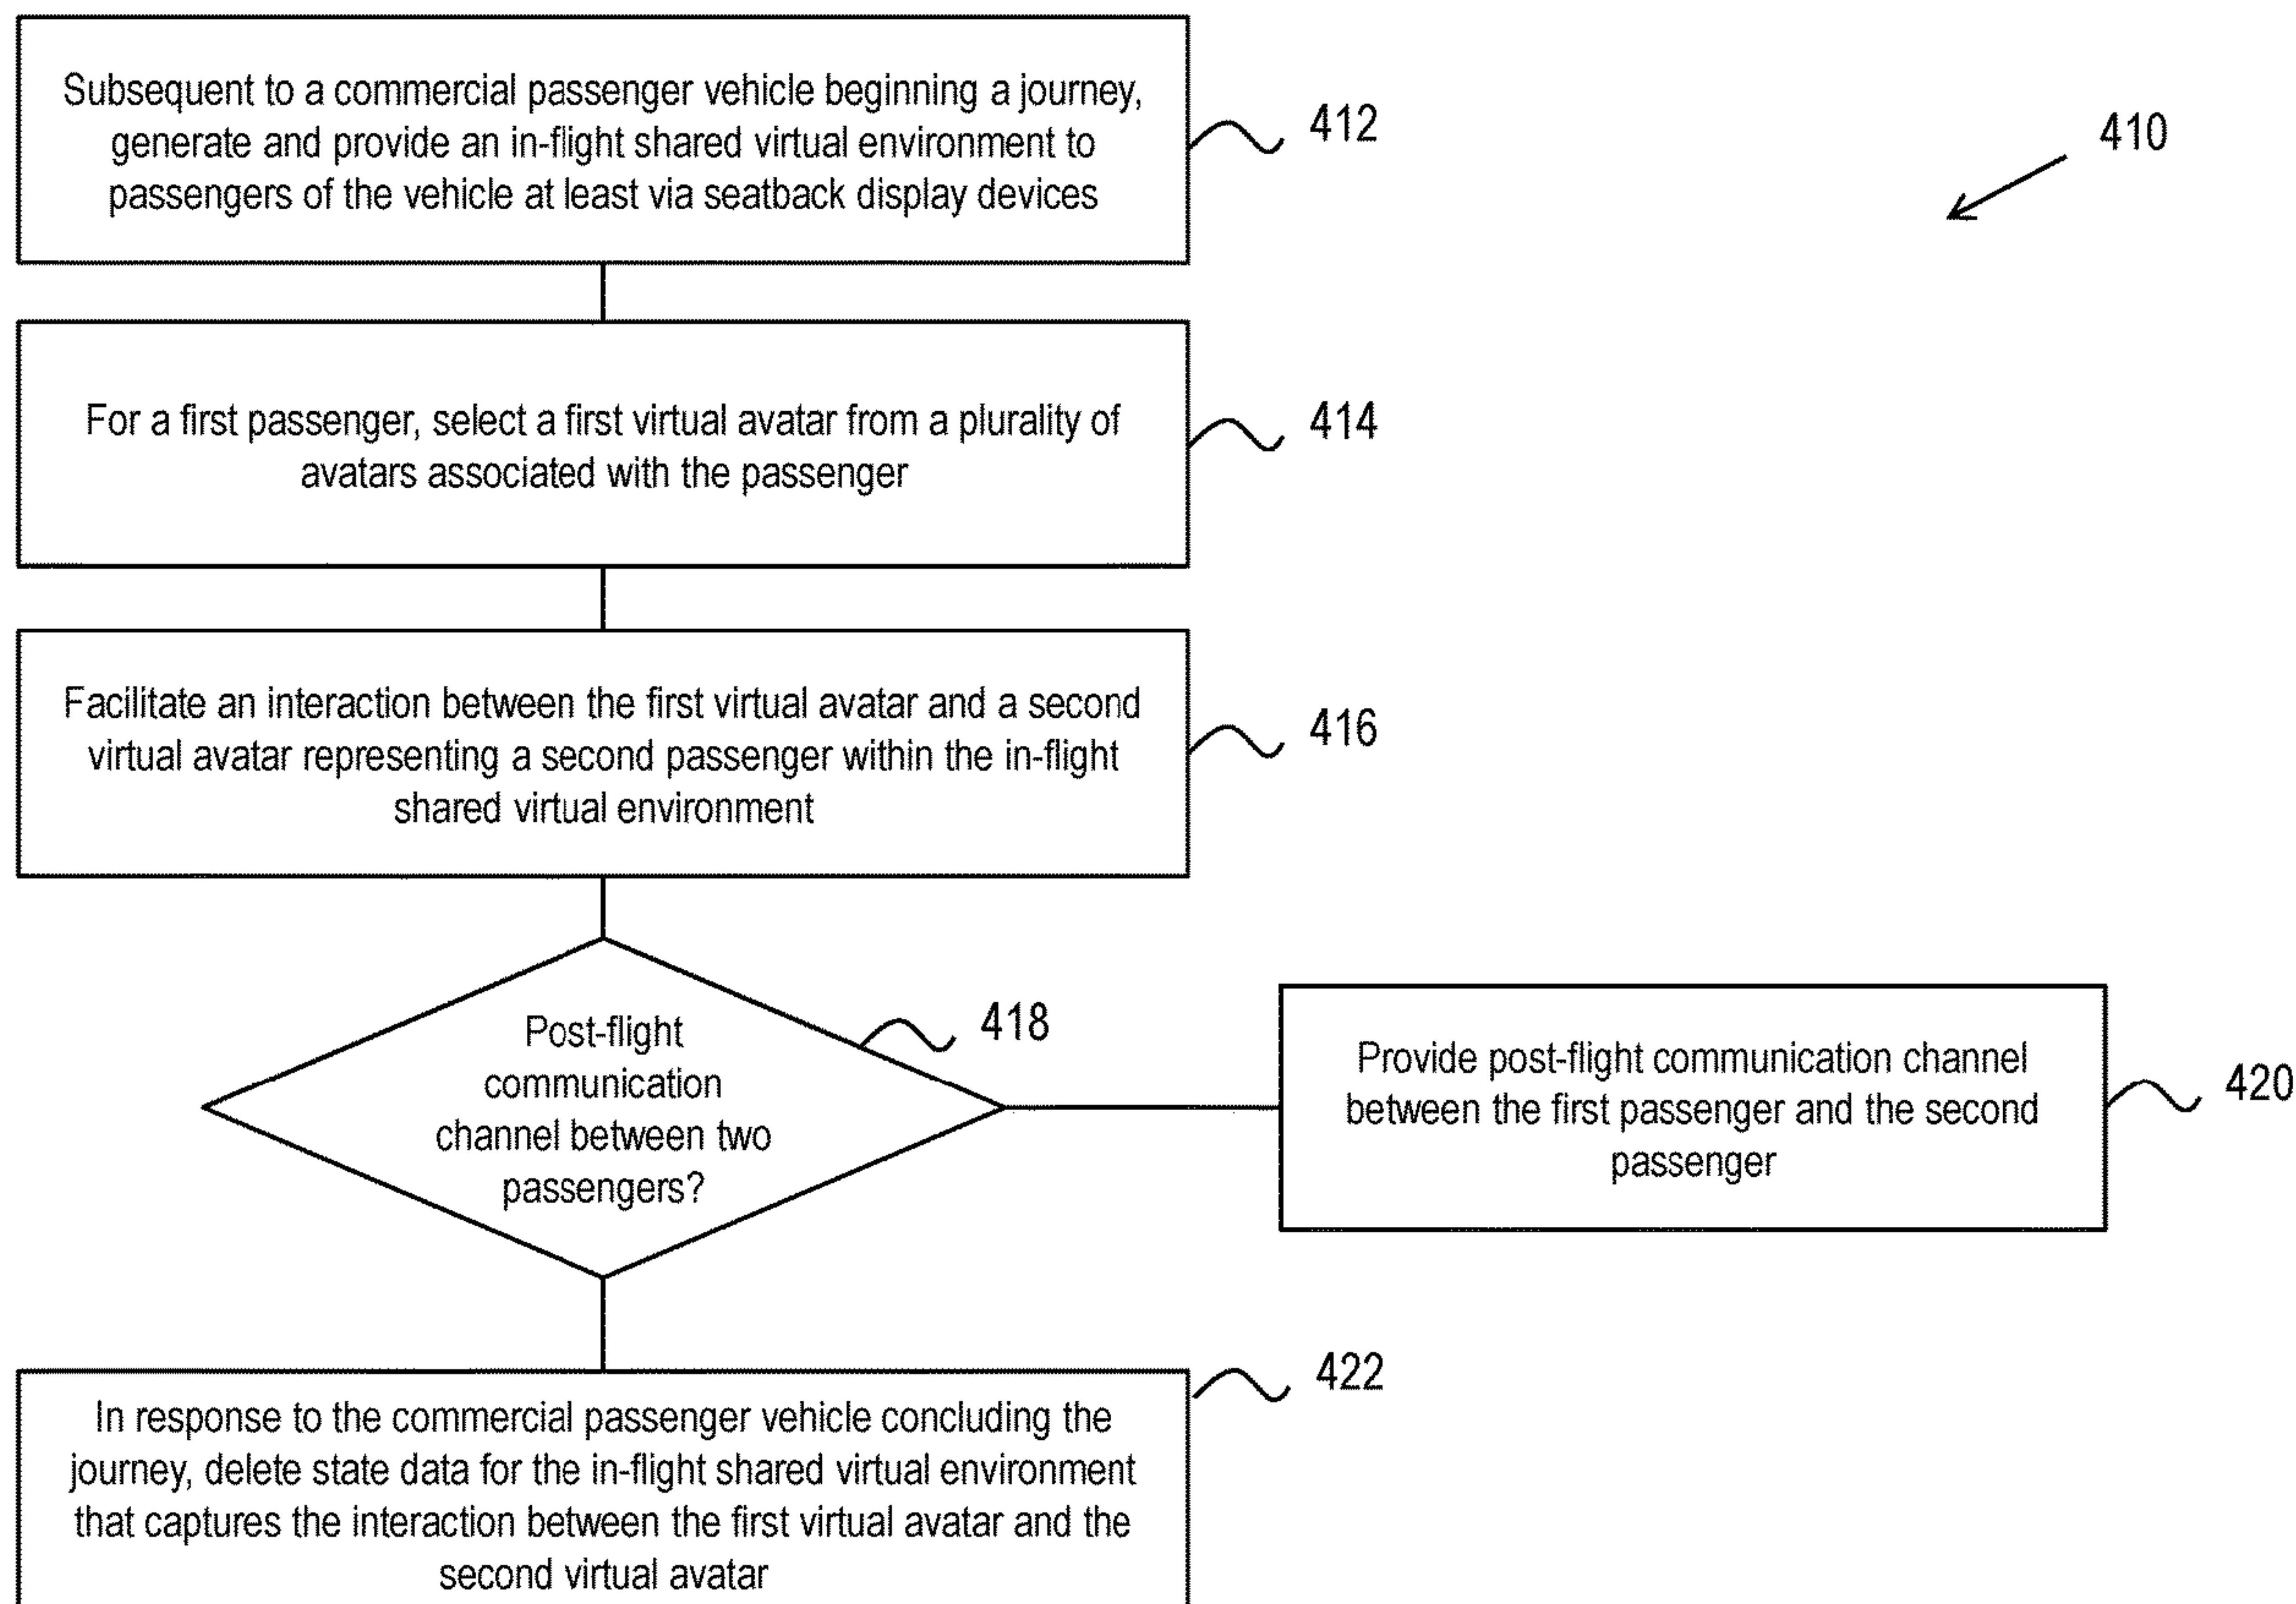 Subsequent to a commercial passenger vehicle beginning a journey,
generate and provide an in-flight shared virtual environment to
passengers of the vehicle at least via seatback display devices
412
410
For a first passenger, select a first virtual avatar from a plurality of
avatars associated with the passenger
414
Facilitate an interaction between the first virtual avatar and a second
virtual avatar representing a second passenger within the in-flight
shared virtual environment
416
Post-flight
communication
channel between two
passengers?
418
Provide post-flight communication channel
between the first passenger and the second
passenger
420
In response to the commercial passenger vehicle concluding the
journey, delete state data for the in-flight shared virtual environment
that captures the interaction between the first virtual avatar and the
second virtual avatar
422